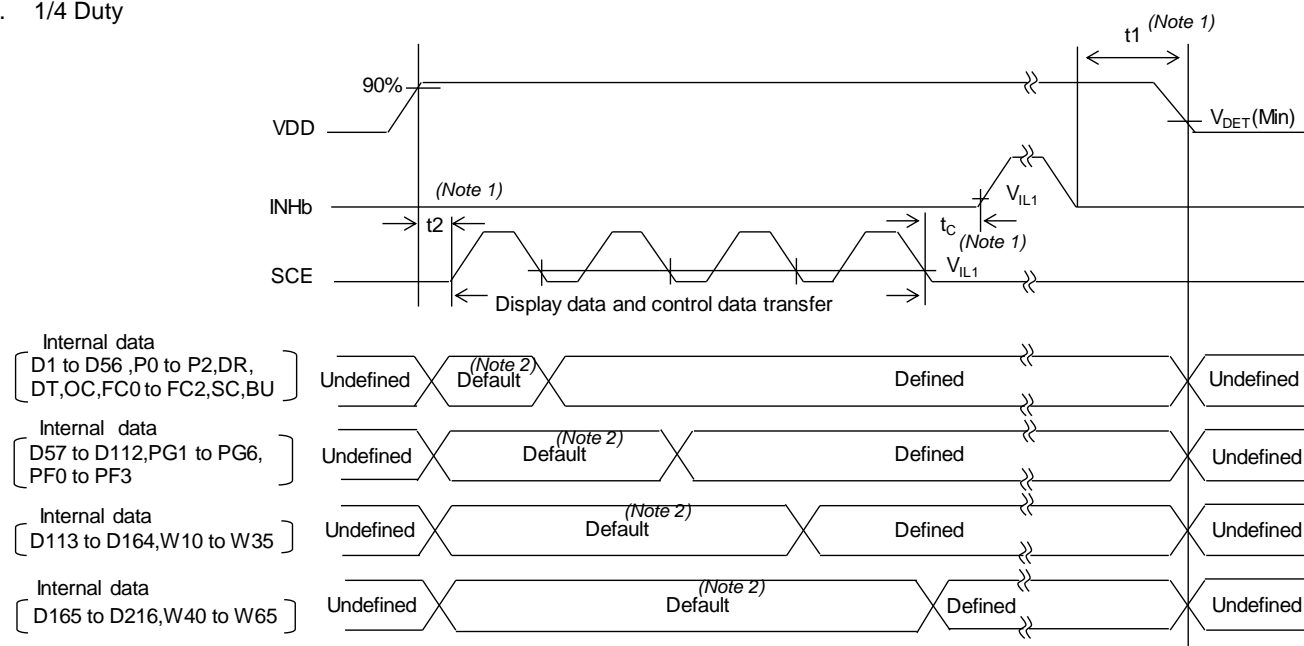 . 1/4 Duty
t1 (Note 1)
90%
VDD
VDET(Min)
(Note 1)
INHb
VIL1
t2
tC
(Note 1)
SCE
VIL1
Display data and control data transfer
Internal data
D1 to D56 ,P0 to P2,DR,
DT,OC,FC0 to FC2,SC,BU
Undefined
(Note 2)
Default
Defined
Undefined
Internal data
D57 to D112,PG1 to PG6,
PF0 to PF3
Undefined
(Note 2)
Default
Defined
Undefined
Internal data
D113 to D164,W10 to W35
Undefined
(Note 2)
Default
Defined
Undefined
Internal data
D165 to D216,W40 to W65
Undefined
(Note 2)
Default
Defined
Undefined